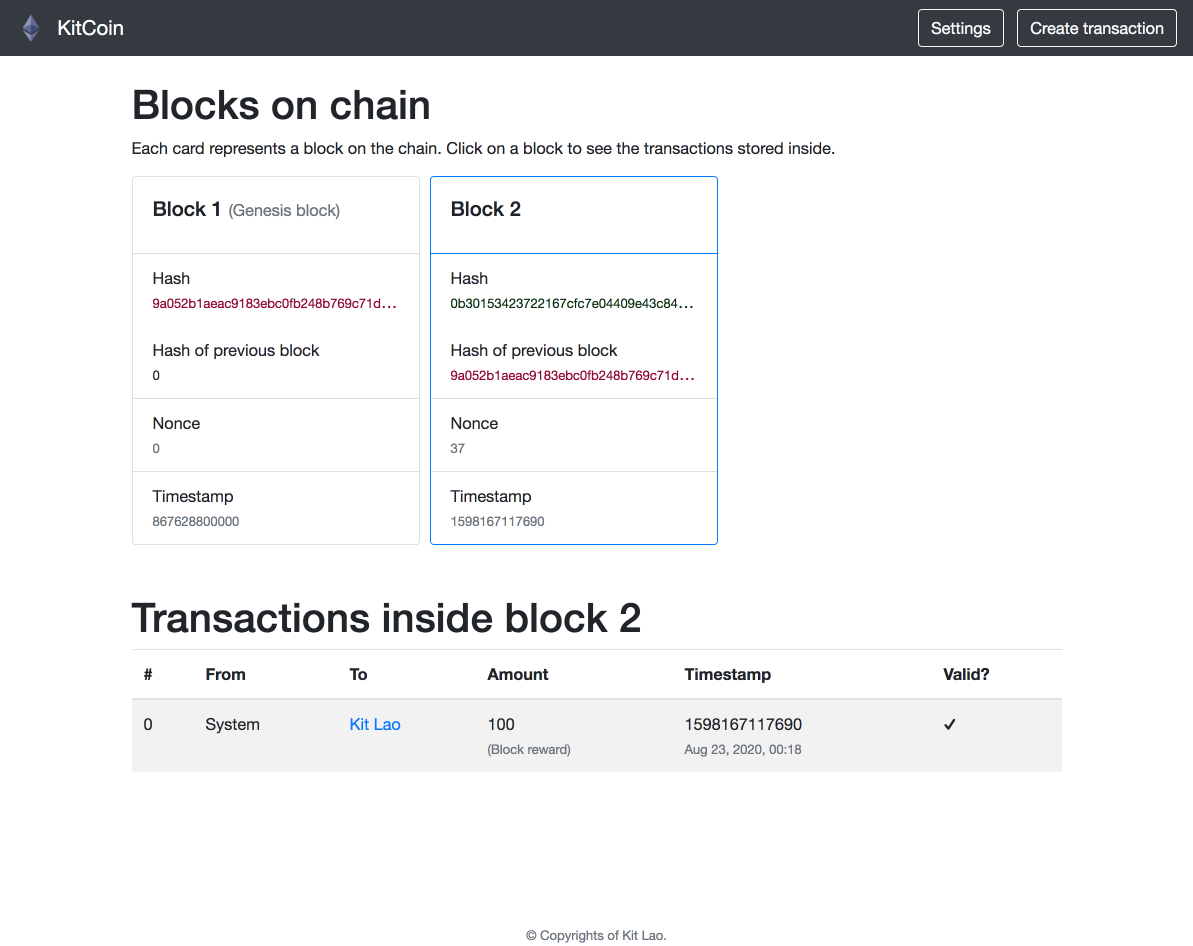 KitCoin
Settings
Create transaction
Blocks on chain
Each card represents a block on the chain. Click on a block to see the transactions stored inside.
Block 1 (Genesis block)
Hash
9a052b1aeac9183ebc0fb248b769c71d...
Hash of previous block
0
Nonce
0
Timestamp
867628800000
Block 2
Hash
0b30153423722167cfc7e04409e43c84...
Hash of previous block
9a052b1aeac9183ebc0fb248b769c71d...
Nonce
37
Timestamp
1598167117690
Transactions inside block 2
# From To Amount Timestamp Valid?
0 System Kit Lao 100 1598167117690 ✓
(Block reward) Aug 23, 2020, 00:18
© Copyrights of Kit Lao.